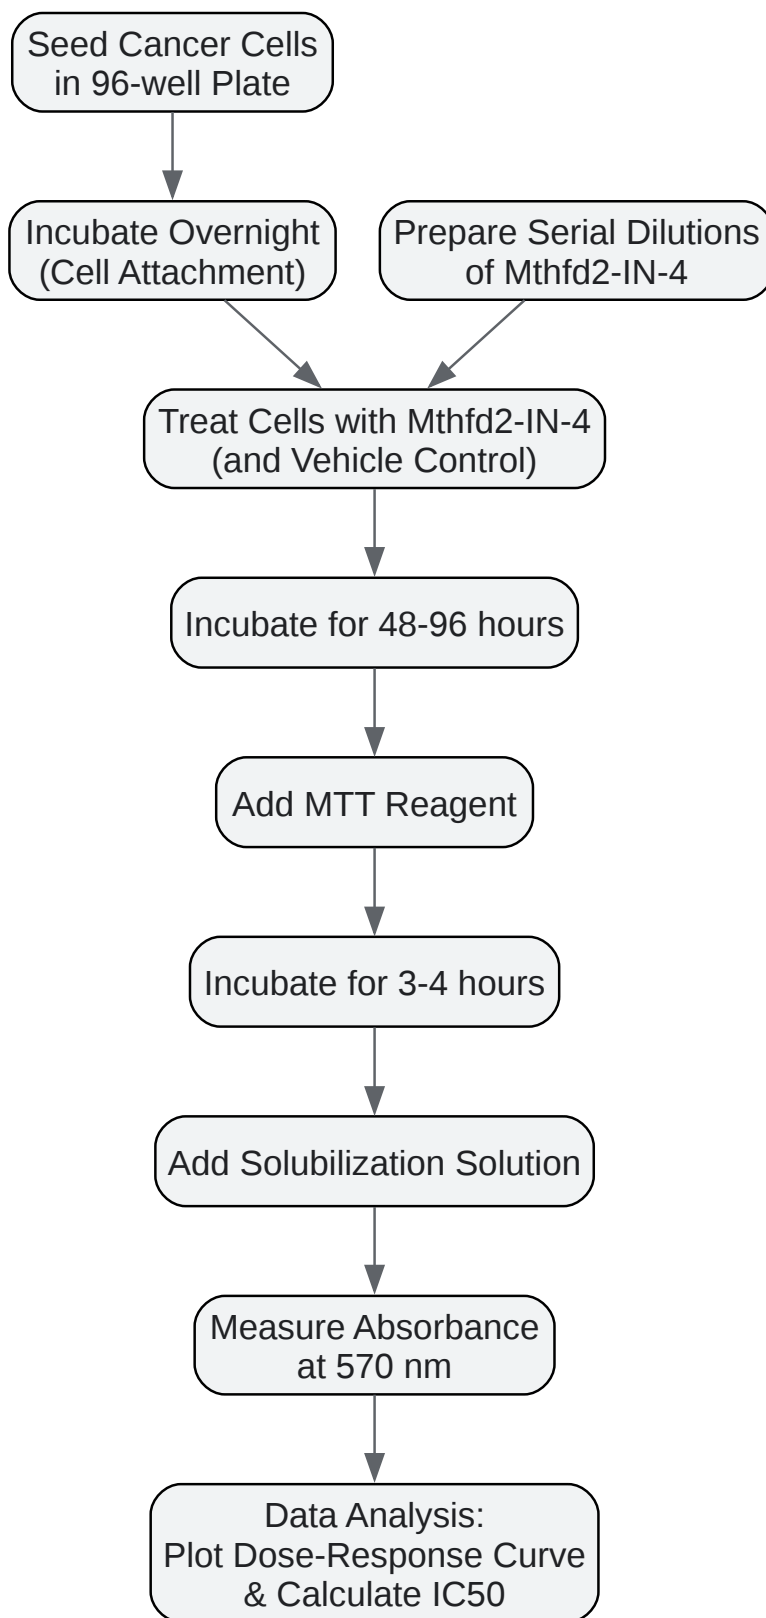 Seed Cancer Cells
in 96-well Plate
Incubate Overnight
(Cell Attachment)
Prepare Serial Dilutions
of Mthfd2-IN-4
Treat Cells with Mthfd2-IN-4
(and Vehicle Control)
Incubate for 48-96 hours
Add MTT Reagent
Incubate for 3-4 hours
Add Solubilization Solution
Measure Absorbance
at 570 nm
Data Analysis:
Plot Dose-Response Curve
& Calculate IC50